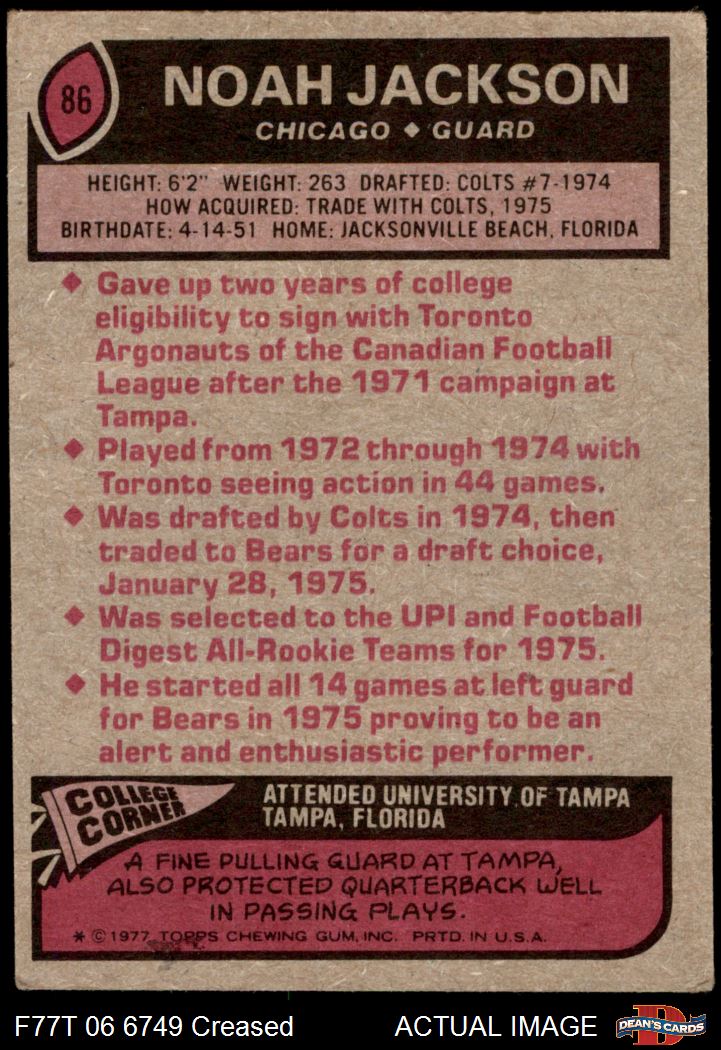 86
NOAH JACKSON
CHICAGO ◆ GUARD
HEIGHT: 6'2" WEIGHT: 263 DRAFTED: COLTS #7-1974
HOW ACQUIRED: TRADE WITH COLTS, 1975
BIRTHDATE: 4-14-51 HOME: JACKSONVILLE BEACH, FLORIDA
◆ Gave up two years of college
eligibility to sign with Toronto
Argonauts of the Canadian Football
League after the 1971 campaign at
Tampa.
◆ Played from 1972 through 1974 with
Toronto seeing action in 44 games.
◆ Was drafted by Colts in 1974, then
traded to Bears for a draft choice,
January 28, 1975.
◆ Was selected to the UPI and Football
Digest All-Rookie Teams for 1975.
◆ He started all 14 games at left guard
for Bears in 1975 proving to be an
alert and enthusiastic performer.
COLLEGE
CORNER
ATTENDED UNIVERSITY OF TAMPA
TAMPA, FLORIDA
A FINE PULLING GUARD AT TAMPA,
ALSO PROTECTED QUARTERBACK WELL
IN PASSING PLAYS.
* © 1977 TOPPS CHEWING GUM, INC. PRTD. IN U.S.A.
F77T 06 6749 Creased
ACTUAL IMAGE
D
DEAN'S CARDS